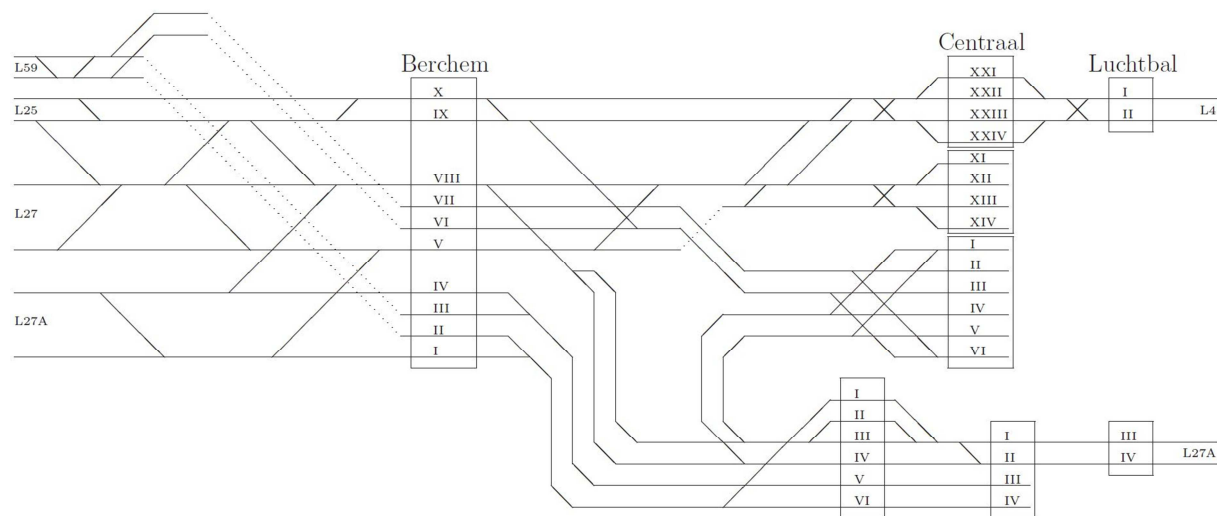 Centraal
Berchem
Luchtbal
L59
L25
L27
L27A
X
IX
VIII
VII
VI
V
IV
III
II
I
XXI
XXII
XXIII
XXIV
XI
XII
XIII
XIV
I
II
III
IV
V
VI
I
II
L4
I
II
III
IV
V
VI
I
II
III
IV
III
IV
L27A